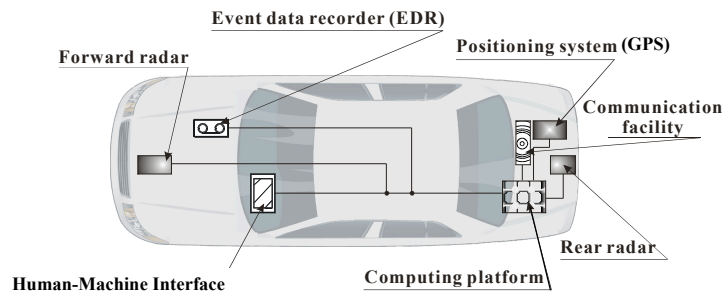 Event data recorder (EDR)
Positioning system (GPS)
Forward radar
Communication
facility
Rear radar
Computing platform
Human-Machine Interface